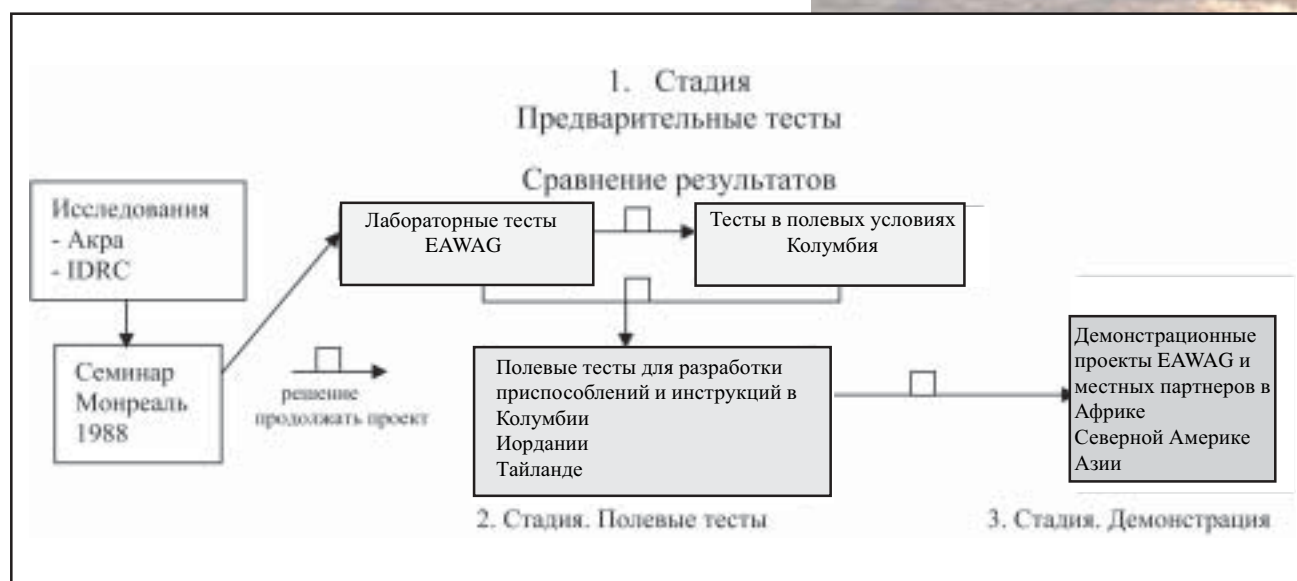 1. Стадия
Предварительные тесты
Сравнение результатов
Исследования
- Акра
- IDRC
Лабораторные тесты
EAWAG
Тесты в полевых условиях
Колумбия
Семинар
Монреаль
1988
решение
продолжать проект
Полевые тесты для разработки
приспособлений и инструкций в
Колумбии
Иордании
Тайланде
Демонстрационные
проекты EAWAG и
местных партнеров в
Африке
Северной Америке
Азии
2. Стадия. Полевые тесты
3. Стадия. Демонстрация